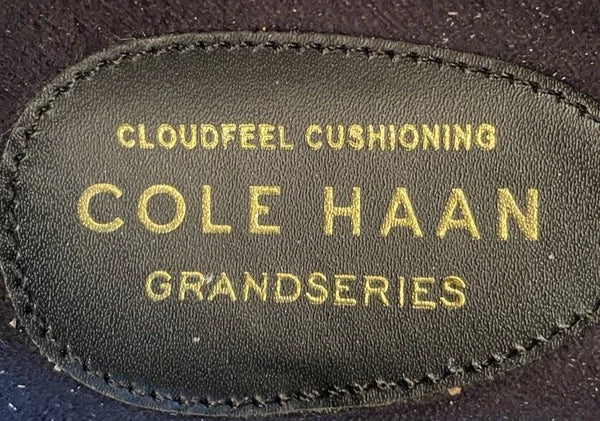 CLOUDFEEL CUSHIONING
COLE HAAN
GRANDSERIES